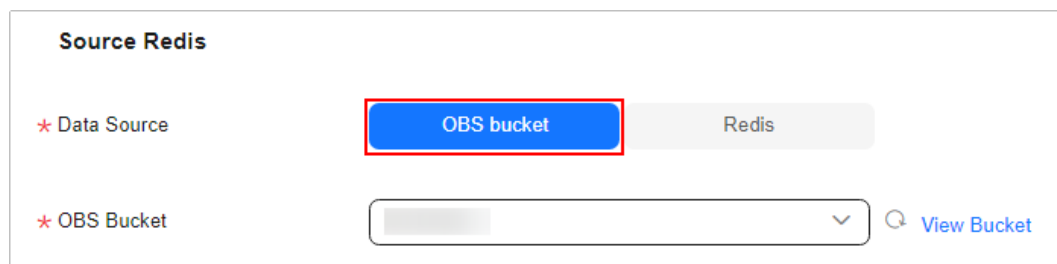 Source Redis
* Data Source OBS bucket Redis
* OBS Bucket View Bucket